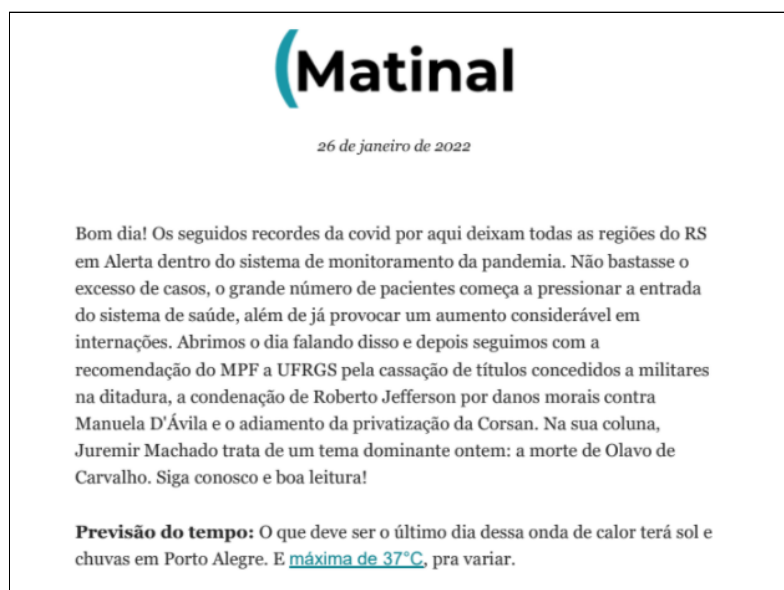 (Matinal
26 de janeiro de 2022
Bom dia! Os seguidos recordes da covid por aqui deixam todas as regiões do RS
em Alerta dentro do sistema de monitoramento da pandemia. Não bastasse o
excesso de casos, o grande número de pacientes começa a pressionar a entrada
do sistema de saúde, além de já provocar um aumento considerável em
internações. Abrimos o dia falando disso e depois seguimos com a
recomendação do MPF a UFRGS pela cassação de títulos concedidos a militares
na ditadura, a condenação de Roberto Jefferson por danos morais contra
Manuela D'Ávila e o adiamento da privatização da Corsan. Na sua coluna,
Juremir Machado trata de um tema dominante ontem: a morte de Olavo de
Carvalho. Siga conosco e boa leitura!
Previsão do tempo: O que deve ser o último dia dessa onda de calor terá sol e
chuvas em Porto Alegre. E máxima de 37°C, pra variar.